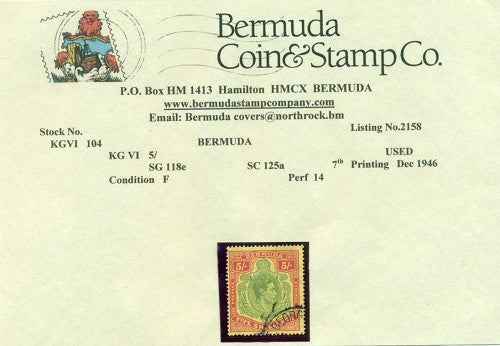 Bermuda
Coin&Stamp Co.
P.O. Box HM 1413 Hamilton HMCX BERMUDA
www.bermudastampcompany.com
Email: Bermuda covers@northrock.bm
Stock No. Listing No.2158
KGVI 104 BERMUDA USED
KG VI 5/
SG 118e SC 125a 7th Printing Dec 1946
Condition F Perf 14
BERMUDA
5/- 5/-